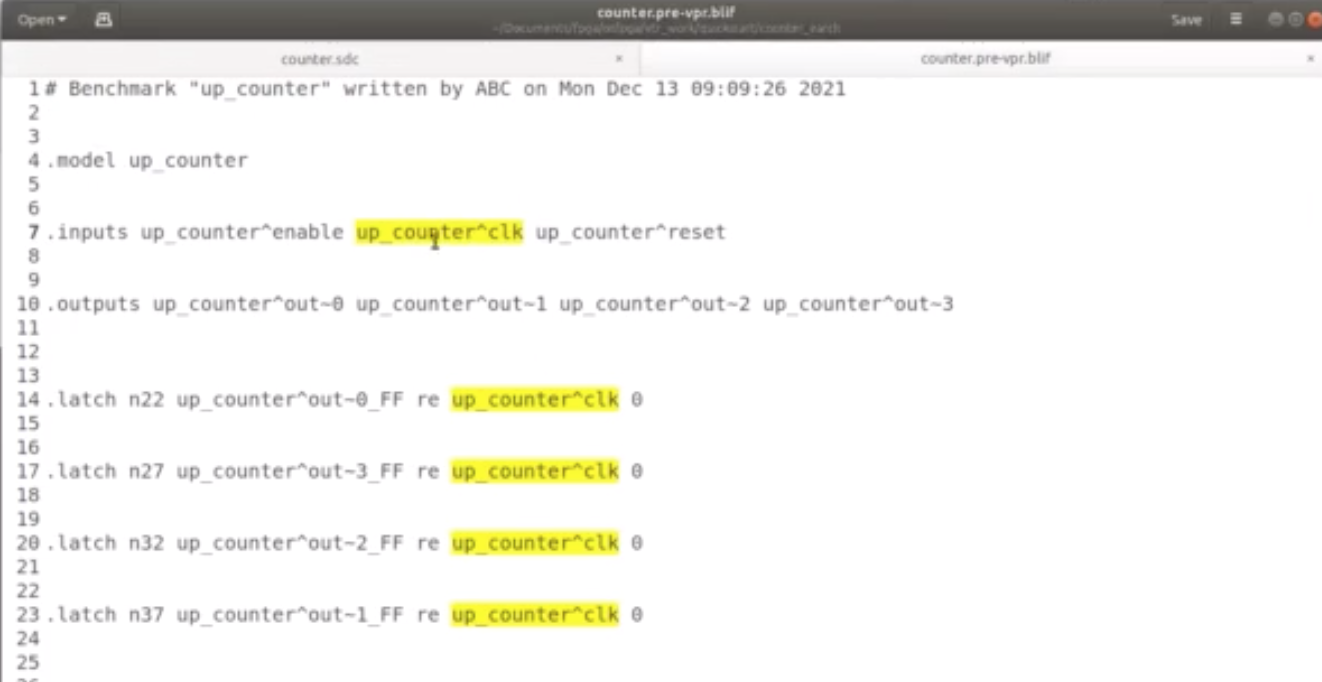 Open
counter.pre-vpr.blif
Save
counter.sdc × counter.pre-vpr.blif ×
1 # Benchmark "up_counter" written by ABC on Mon Dec 13 09:09:26 2021
2
3
4 .model up_counter
5
6
7 .inputs up_counter^enable up_counter^clk up_counter^reset
8
9
10 .outputs up_counter^out~0 up_counter^out~1 up_counter^out~2 up_counter^out~3
11
12
13
14 .latch n22 up_counter^out~0_FF re up_counter^clk 0
15
16
17 .latch n27 up_counter^out~3_FF re up_counter^clk 0
18
19
20 .latch n32 up_counter^out~2_FF re up_counter^clk 0
21
22
23 .latch n37 up_counter^out~1_FF re up_counter^clk 0
24
25